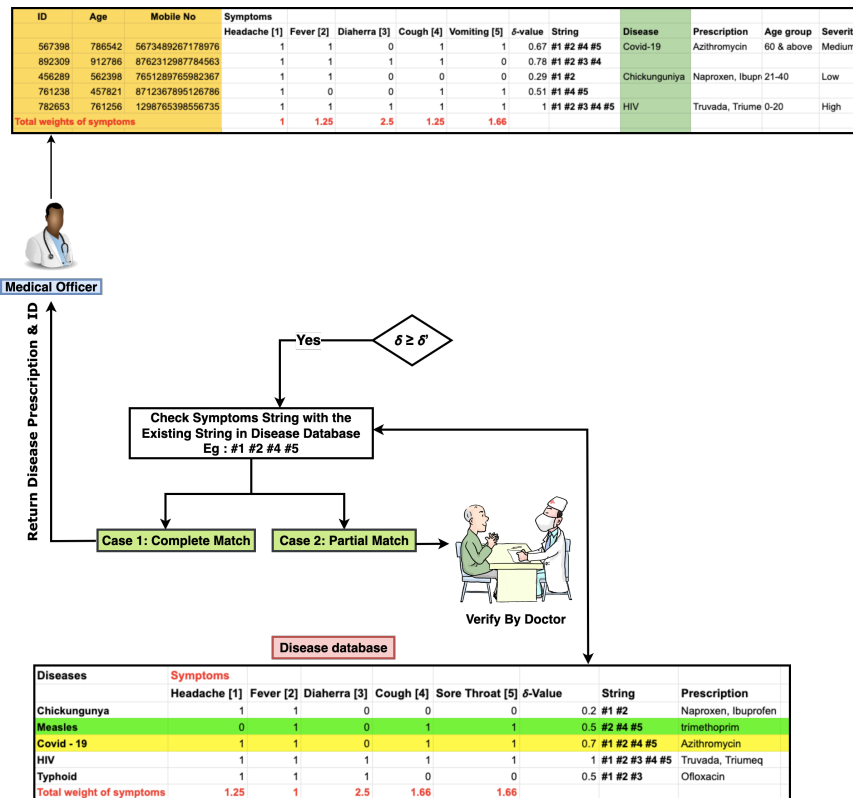 ID Age Mobile No Symptoms
Headache [1] Fever [2] Diaherra [3] Cough [4] Vomiting [5] δ-value String Disease Prescription Age group Severit
567398 786542 5673489267178976 1 1 0 1 1 0.67 #1 #2 #4 #5 Covid-19 Azithromycin 60 & above Medium
892309 912786 8762312987784563 1 1 1 1 0 0.78 #1 #2 #3 #4
456289 562398 7651289765982367 1 1 0 0 0 0.29 #1 #2 Chickunguniya Naproxen, Ibupr 21-40 Low
761238 457821 8712367895126786 1 0 0 1 1 0.51 #1 #4 #5
782653 761256 1298765398556735 1 1 1 1 1 1 #1 #2 #3 #4 #5 HIV Truvada, Triume 0-20 High
Total weights of symptoms 1 1.25 2.5 1.25 1.66
Medical Officer
Return Disease Prescription & ID
Yes
δ ≥ δ'
Check Symptoms String with the
Existing String in Disease Database
Eg : #1 #2 #4 #5
Case 1: Complete Match
Case 2: Partial Match
Verify By Doctor
Disease database
Diseases Symptoms
Headache [1] Fever [2] Diaherra [3] Cough [4] Sore Throat [5] δ-Value String Prescription
Chickungunya 1 1 0 0 0 0.2 #1 #2 Naproxen, Ibuprofen
Measles 0 1 0 1 1 0.5 #2 #4 #5 trimethoprim
Covid - 19 1 1 0 1 1 0.7 #1 #2 #4 #5 Azithromycin
HIV 1 1 1 1 1 1 #1 #2 #3 #4 #5 Truvada, Triumeq
Typhoid 1 1 1 0 0 0.5 #1 #2 #3 Ofloxacin
Total weight of symptoms 1.25 1 2.5 1.66 1.66